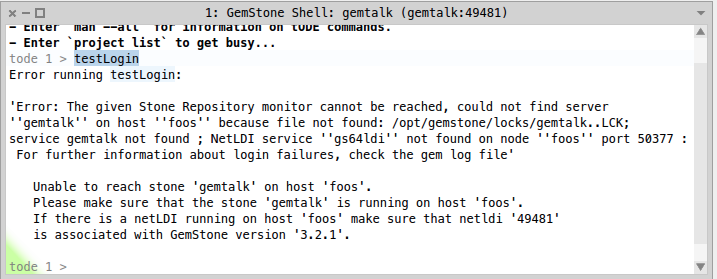 1: GemStone Shell: gemtalk (gemtalk:49481)
- Enter `man --all` for information on tODE commands.
- Enter `project list` to get busy...
tode 1 > testLogin
Error running testLogin:
'Error: The given Stone Repository monitor cannot be reached, could not find server
''gemtalk'' on host ''foos'' because file not found: /opt/gemstone/locks/gemtalk..LCK;
service gemtalk not found ; NetLDI service ''gs64ldi'' not found on node ''foos'' port 50377 :
For further information about login failures, check the gem log file'
Unable to reach stone 'gemtalk' on host 'foos'.
Please make sure that the stone 'gemtalk' is running on host 'foos'.
If there is a netLDI running on host 'foos' make sure that netldi '49481'
is associated with GemStone version '3.2.1'.
tode 1 >